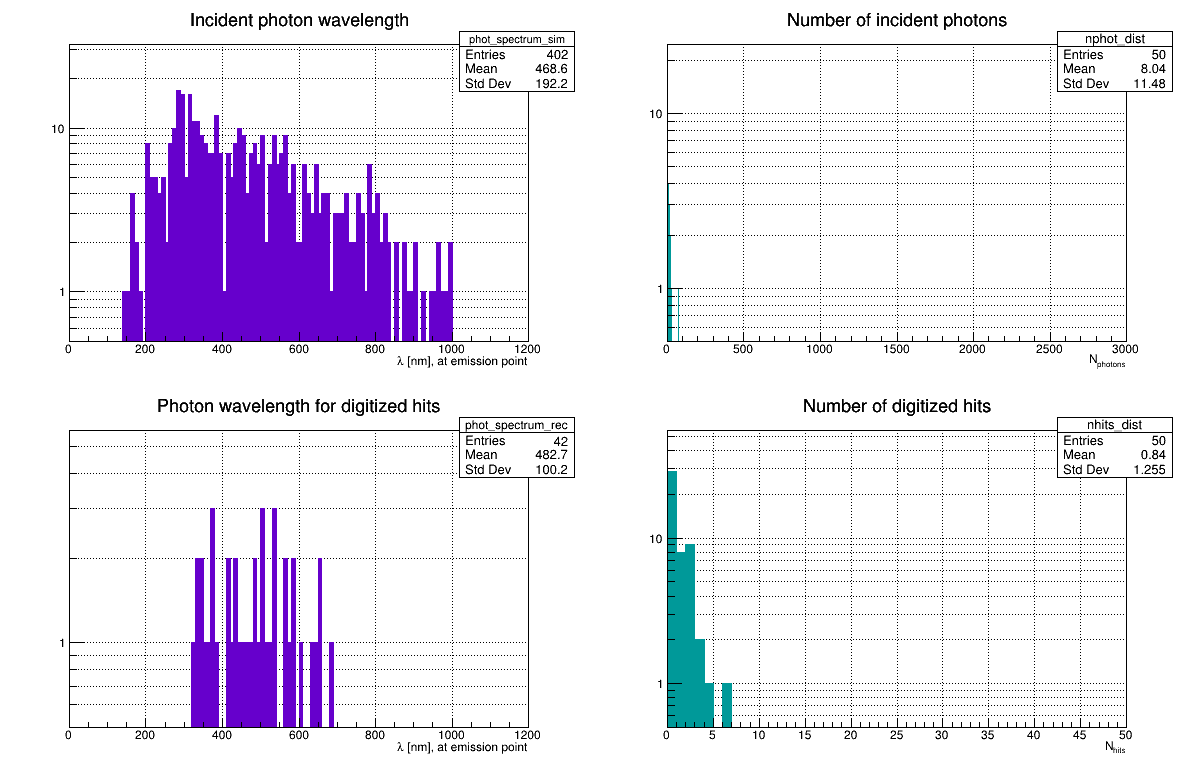 Incident photon wavelength
phot_spectrum_sim
Entries 402
Mean 468.6
Std Dev 192.2
10
1
0 200 400 600 800 1000 1200
λ [nm], at emission point
Number of incident photons
nphot_dist
Entries 50
Mean 8.04
Std Dev 11.48
10
1
0 500 1000 1500 2000 2500 3000
Nphotons
Photon wavelength for digitized hits
phot_spectrum_rec
Entries 42
Mean 482.7
Std Dev 100.2
1
0 200 400 600 800 1000 1200
λ [nm], at emission point
Number of digitized hits
nhits_dist
Entries 50
Mean 0.84
Std Dev 1.255
10
1
0 5 10 15 20 25 30 35 40 45 50
Nhits